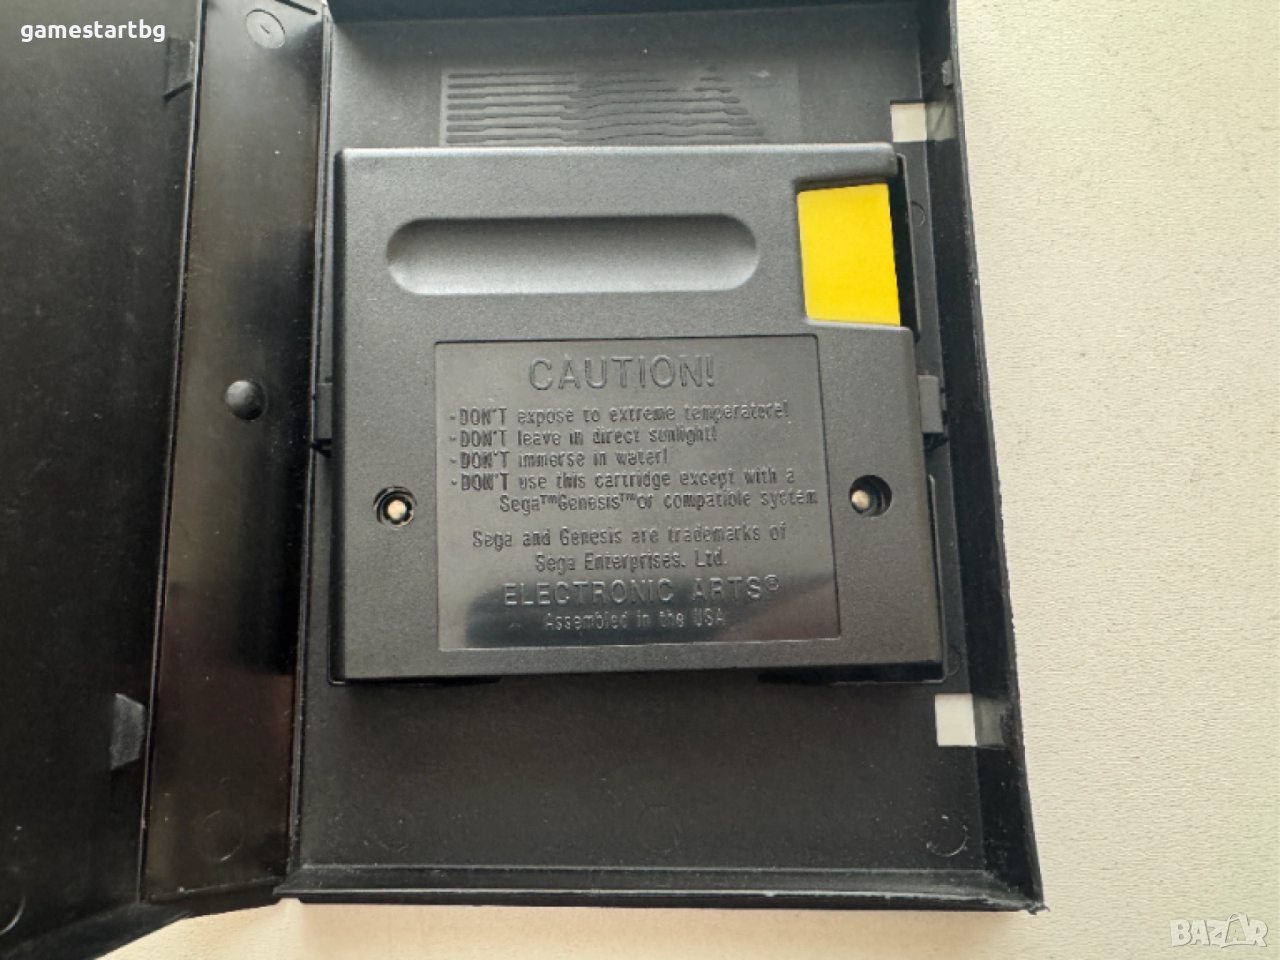 gamestartbg
CAUTION!
-DON'T expose to extreme temperature!
-DON'T leave in direct sunlight!
-DON'T immerse in water!
-DON'T use this cartridge except with a
Sega™Genesis™or compatible system
Sega and Genesis are trademarks of
Sega Enterprises. Ltd.
ELECTRONIC ARTS®
Assembled in the USA
BAZAR